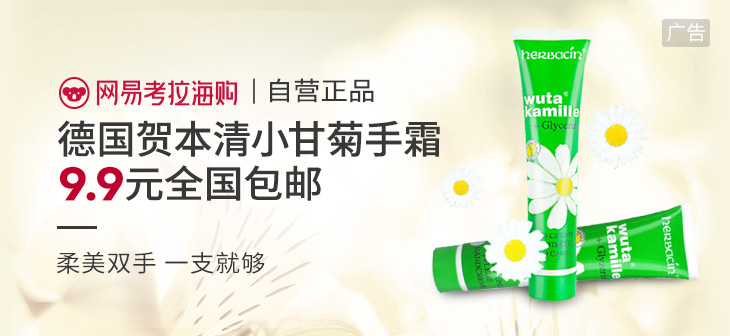 广告
网易考拉海购 | 自营正品
德国贺本清小甘菊手霜
9.9元全国包邮
柔美双手 一支就够
herbacin
wuta
kamille
Glycerin
herbacin
wuta
kamille